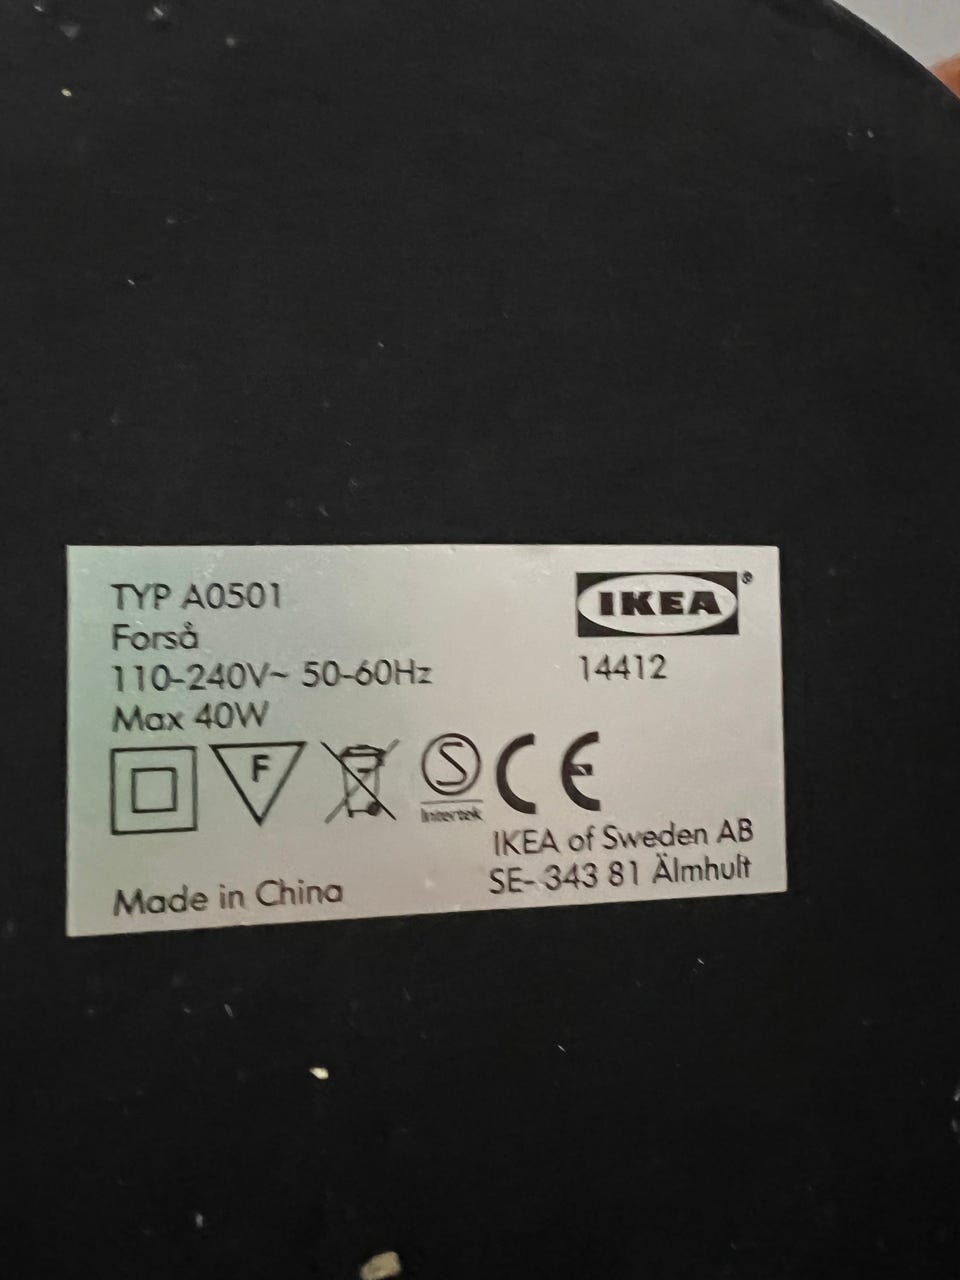 TYP A0501
Forså
110-240V~ 50-60Hz
Max 40W
IKEA®
14412
F
S
Intertek
CE
IKEA of Sweden AB
SE- 343 81 Älmhult
Made in China